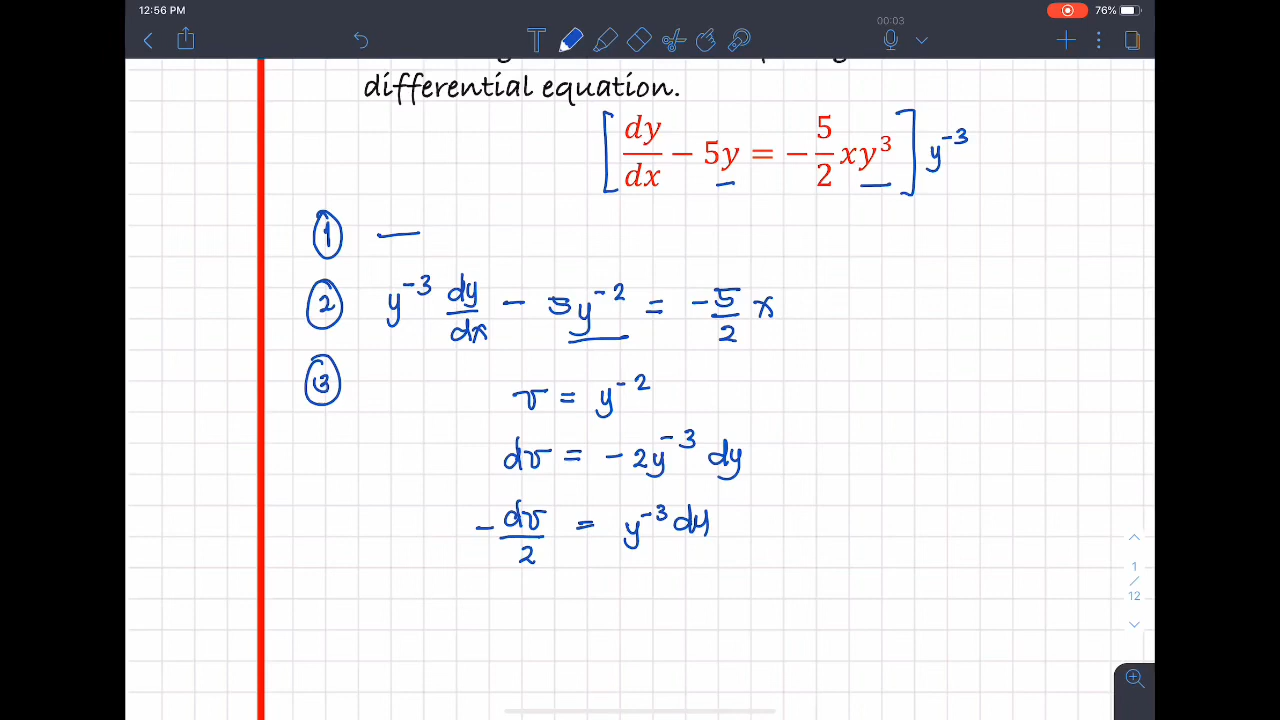 12:56 PM
76%
00:03
differential equation.
[dy/dx − 5y = −5/2 xy³] y⁻³
① —
② y⁻³ dy/dx − 5y⁻² = −5/2 x
③
v = y⁻²
dv = −2y⁻³ dy
−dv/2 = y⁻³ dy
1
/
12